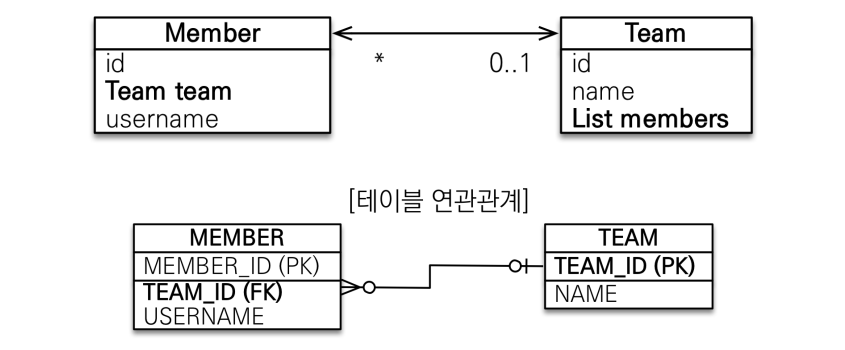 Member
id
Team team
username
* 0..1
Team
id
name
List members
[테이블 연관관계]
MEMBER
MEMBER_ID (PK)
TEAM_ID (FK)
USERNAME
TEAM
TEAM_ID (PK)
NAME